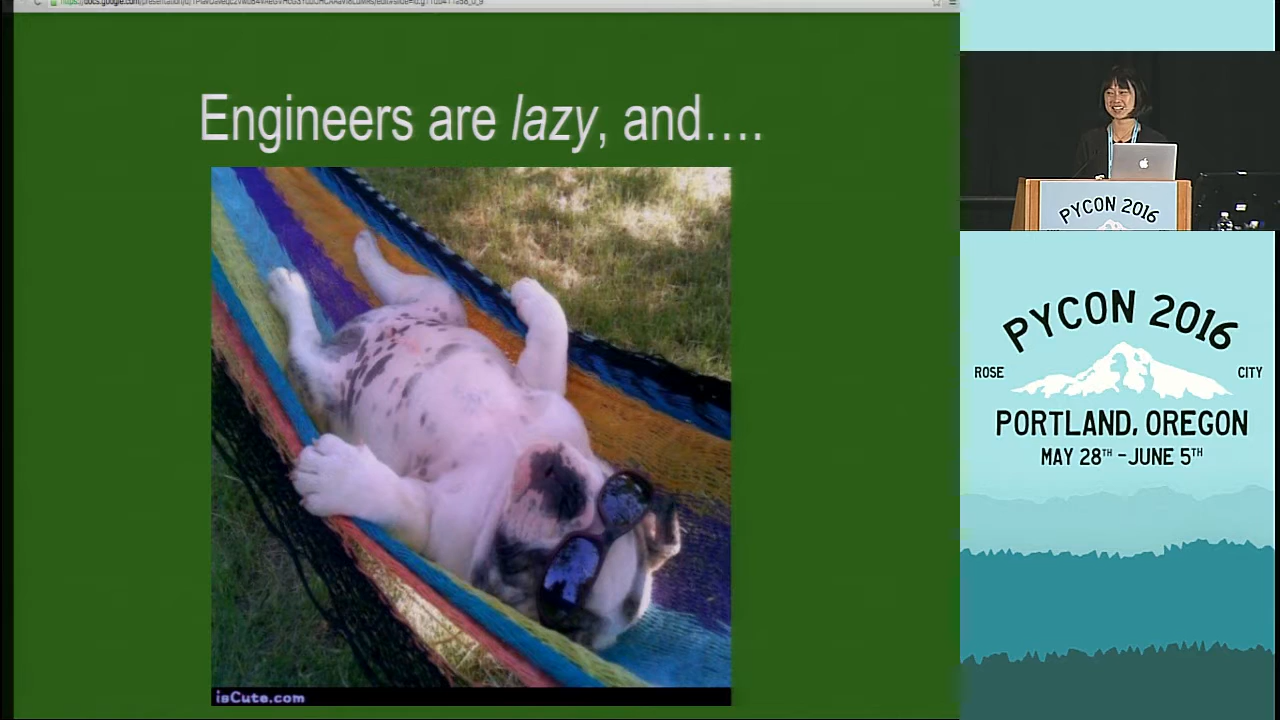 Engineers are lazy, and....
isCute.com
PYCON 2016
PYCON 2016
ROSE
CITY
PORTLAND, OREGON
MAY 28TH - JUNE 5TH